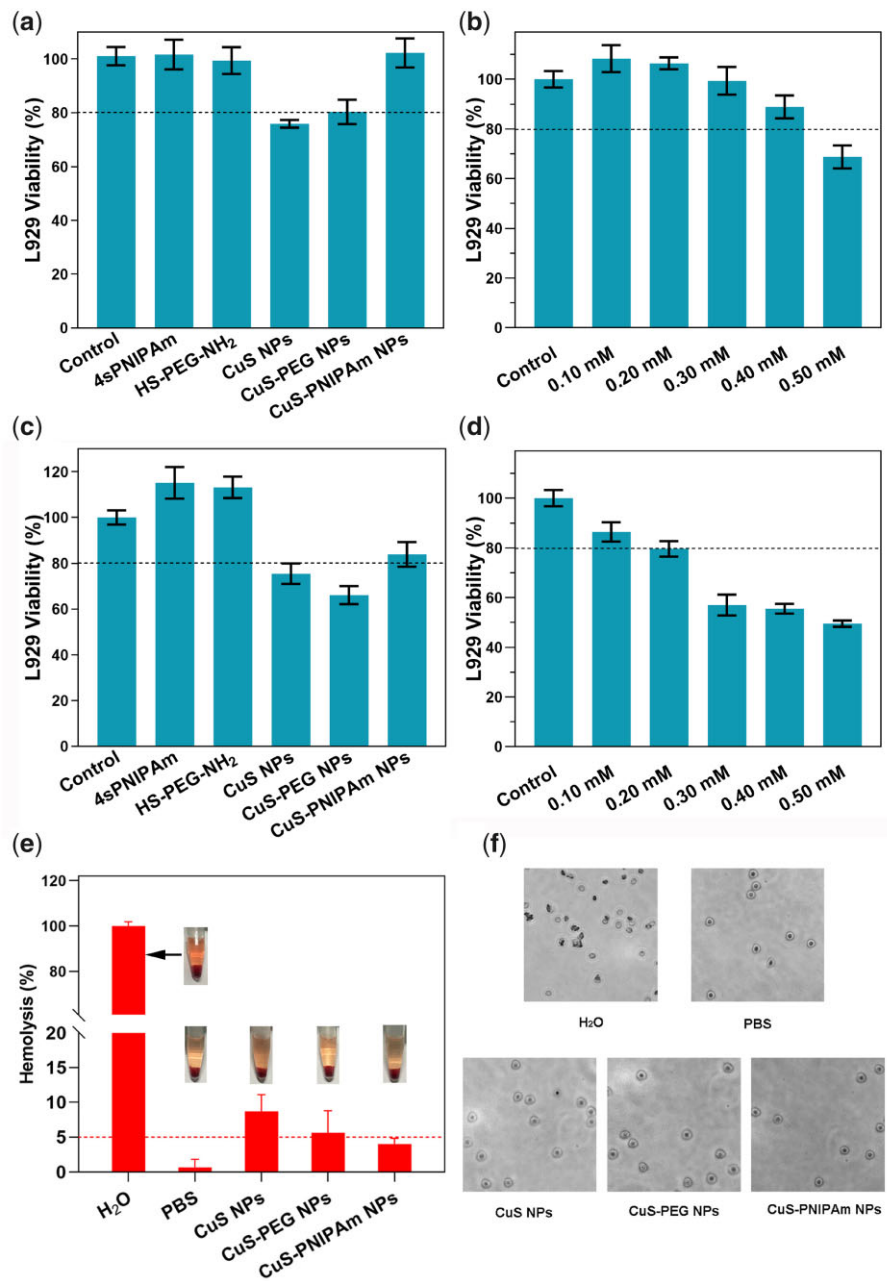 (a)
L929 Viability (%)
100
80
60
40
20
0
Control
4sPNIPAm
HS-PEG-NH₂
CuS NPs
CuS-PEG NPs
CuS-PNIPAm NPs
(b)
L929 Viability (%)
100
80
60
40
20
0
Control
0.10 mM
0.20 mM
0.30 mM
0.40 mM
0.50 mM
(c)
L929 Viability (%)
120
100
80
60
40
20
0
Control
4sPNIPAm
HS-PEG-NH₂
CuS NPs
CuS-PEG NPs
CuS-PNIPAm NPs
(d)
L929 Viability (%)
100
80
60
40
20
0
Control
0.10 mM
0.20 mM
0.30 mM
0.40 mM
0.50 mM
(e)
Hemolysis (%)
120
100
80
20
15
10
5
0
H₂O
PBS
CuS NPs
CuS-PEG NPs
CuS-PNIPAm NPs
(f)
H₂O
PBS
CuS NPs
CuS-PEG NPs
CuS-PNIPAm NPs